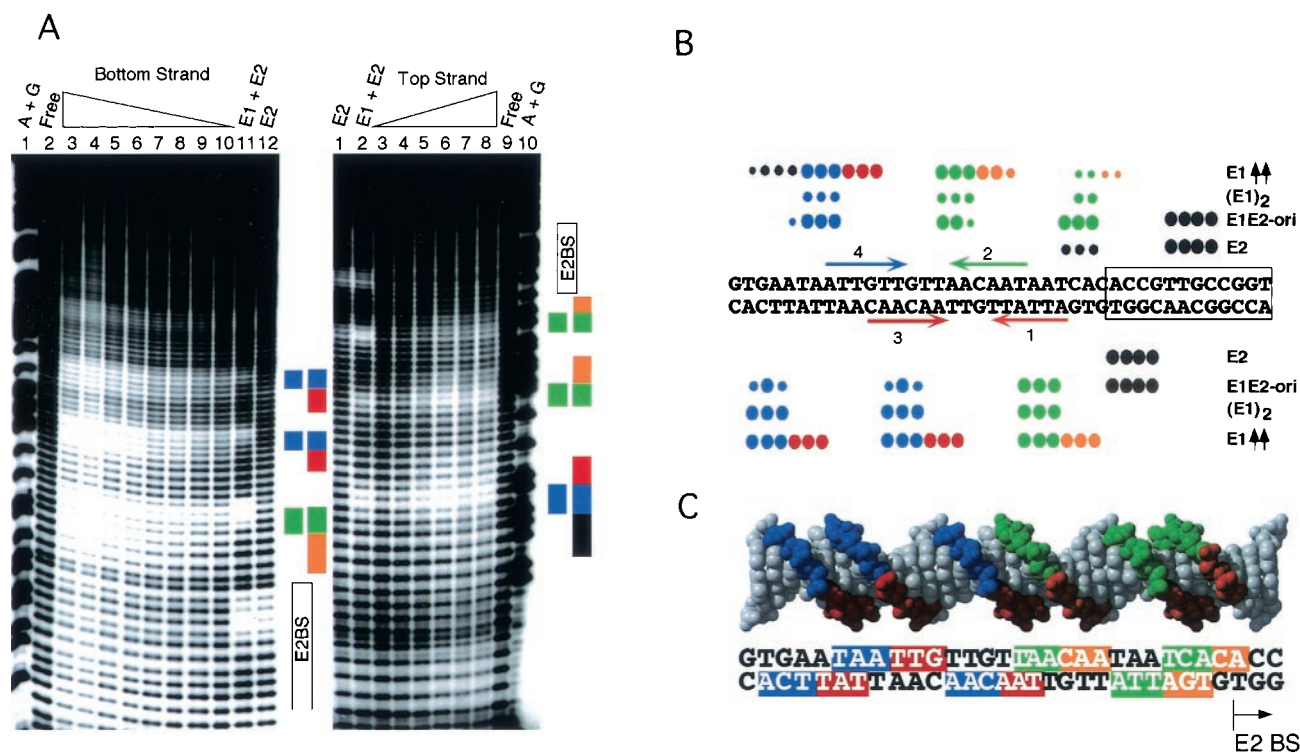 A
Bottom Strand
A + G
Free
E1 + E2
E2
1 2 3 4 5 6 7 8 9 10 11 12
E2BS
Top Strand
E2
E1 + E2
Free
A + G
1 2 3 4 5 6 7 8 9 10
E2BS
B
E1
(E1)2
E1E2-ori
E2
4 2
GTGAATAATTGTTGTTAACAATAATCACACCGTTGCCGGT
CACTTATTAACAACAATTGTTATTAGTGTGGCAACGGCCA
3 1
E2
E1E2-ori
(E1)2
E1
C
GTGAATAATTGTTGTTAACAATAATCACACC
CACTTATTAACAACAATTGTTATTAGTGTGG
E2 BS